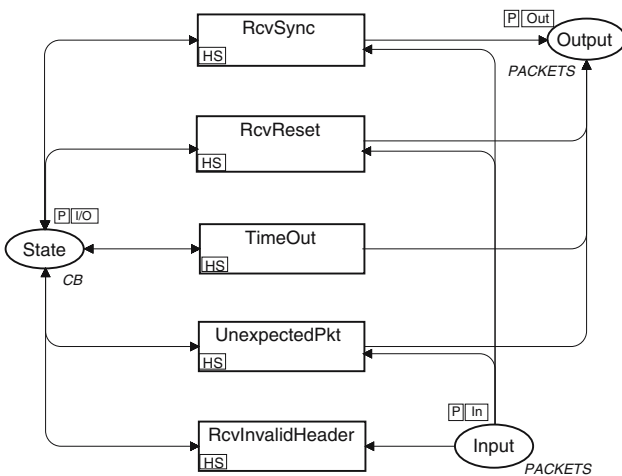 RcvSync
HS
P Out
Output
PACKETS
RcvReset
HS
P I/O
State
CB
TimeOut
HS
UnexpectedPkt
HS
RcvInvalidHeader
HS
P In
Input
PACKETS